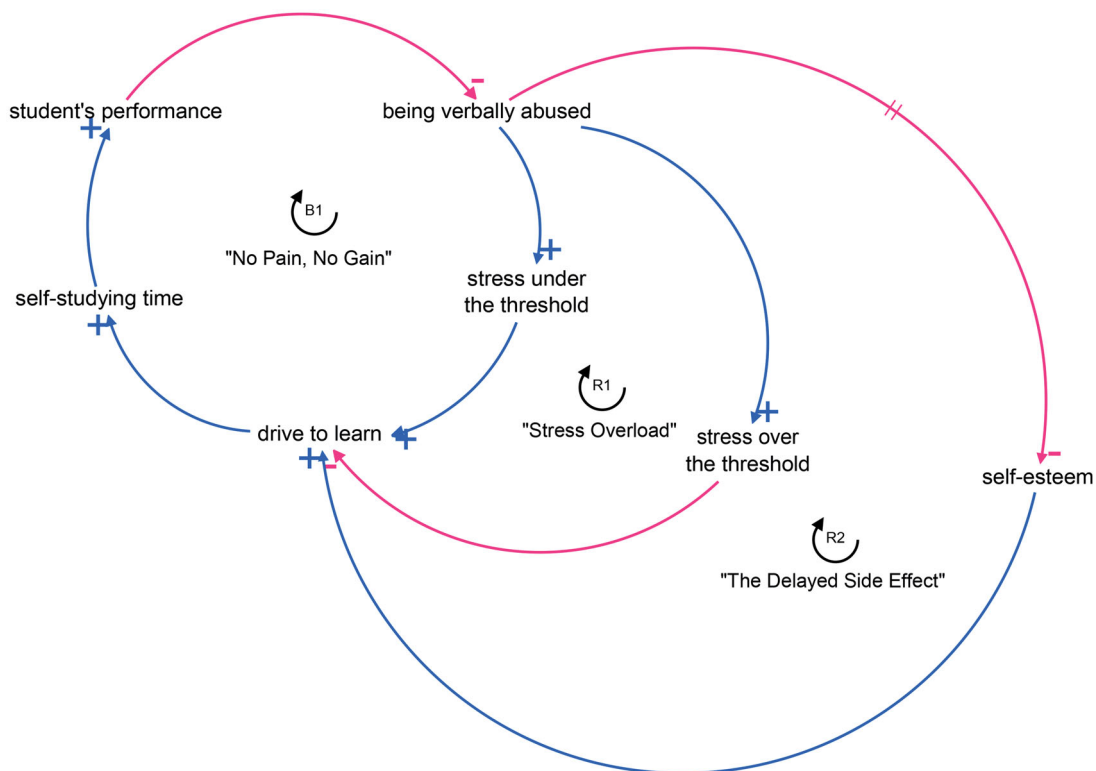 -
student's performance
being verbally abused
+
B1
"No Pain, No Gain"
+
self-studying time
+
stress under
the threshold
R1
"Stress Overload"
+
drive to learn
+
+
-
stress over
the threshold
-
self-esteem
R2
"The Delayed Side Effect"